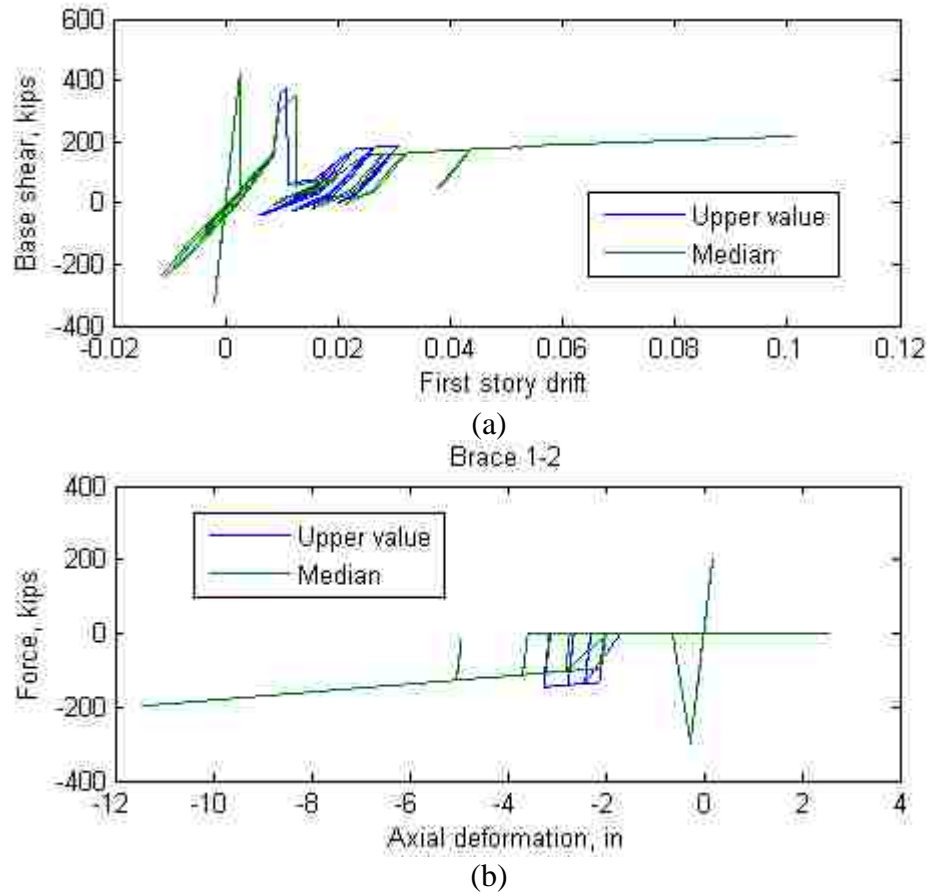 600
400
200
0
-200
-400
Base shear, kips
Upper value
Median
-0.02 0 0.02 0.04 0.06 0.08 0.1 0.12
First story drift
(a)
Brace 1-2
400
200
0
-200
-400
Force, kips
Upper value
Median
-12 -10 -8 -6 -4 -2 0 2 4
Axial deformation, in
(b)